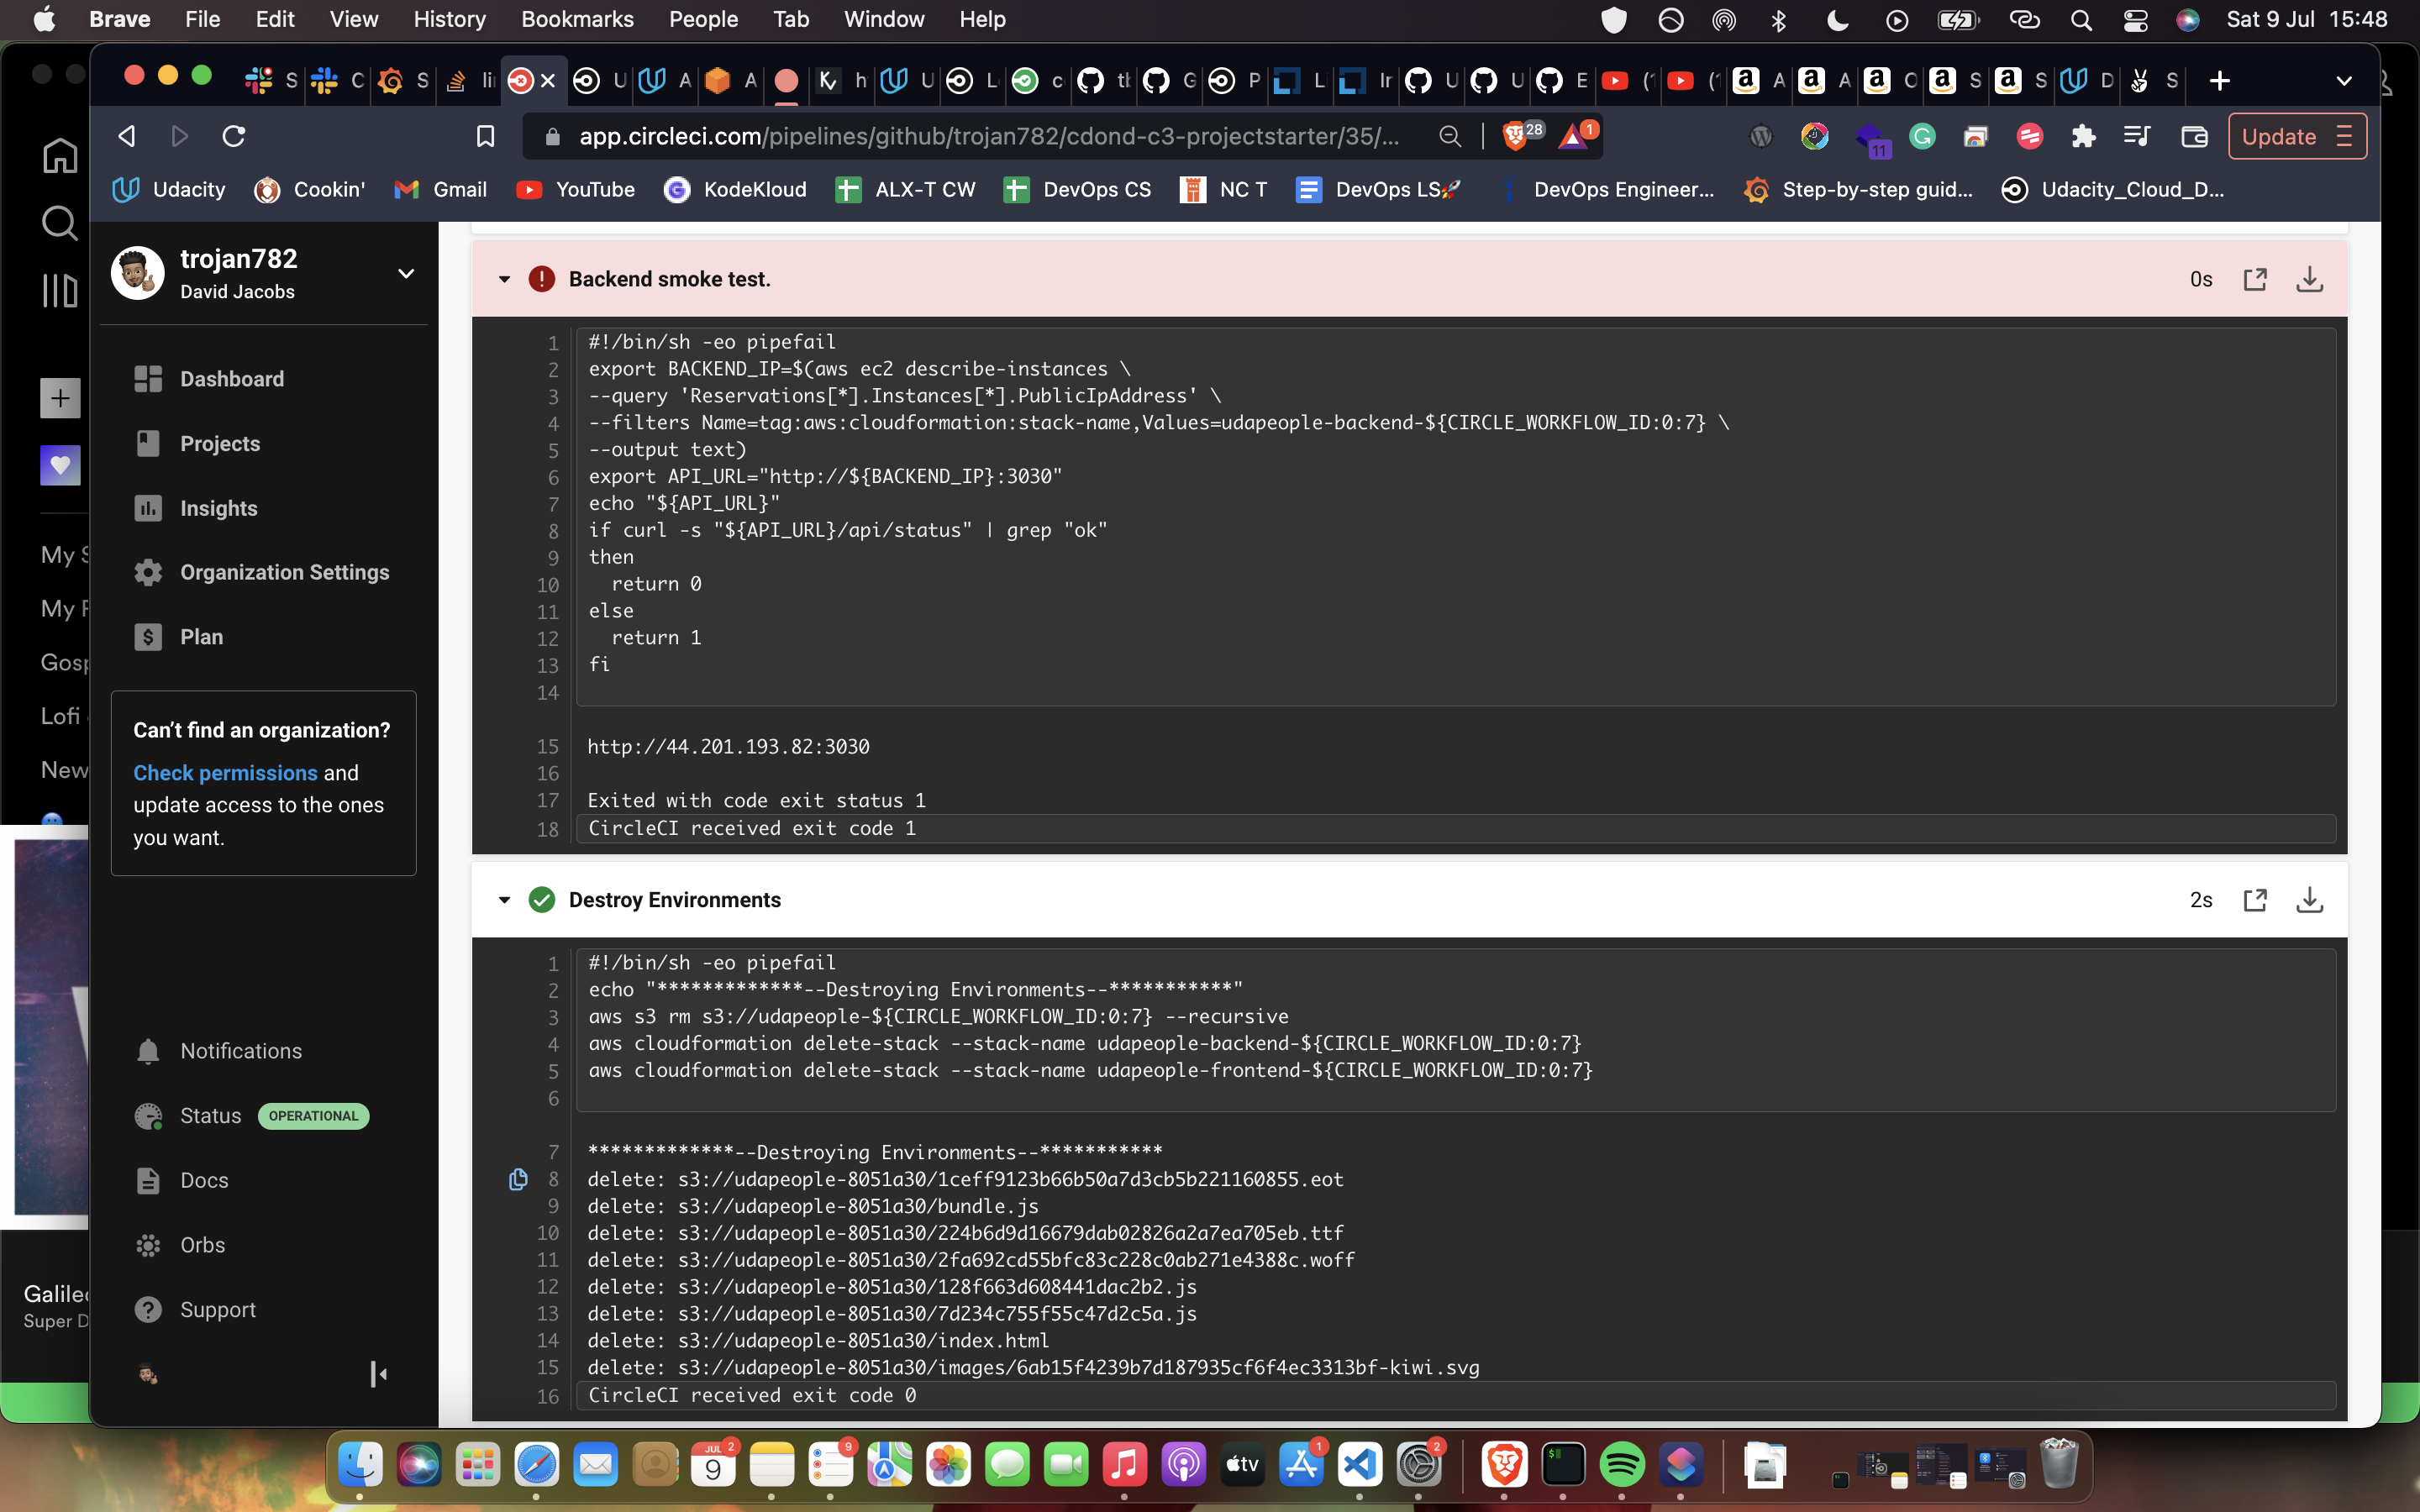 Brave File Edit View History Bookmarks People Tab Window Help Sat 9 Jul 15:48
app.circleci.com/pipelines/github/trojan782/cdond-c3-projectstarter/35/... 28 1 11 Update
Udacity Cookin' Gmail YouTube KodeKloud ALX-T CW DevOps CS NC T DevOps LS🚀 DevOps Engineer... Step-by-step guid... Udacity_Cloud_D...
trojan782
David Jacobs
Dashboard
Projects
Insights
Organization Settings
Plan
Can't find an organization?
Check permissions and
update access to the ones
you want.
Notifications
Status OPERATIONAL
Docs
Orbs
Support
My
My
Lofi
New
Super
Backend smoke test. 0s
1 #!/bin/sh -eo pipefail
2 export BACKEND_IP=$(aws ec2 describe-instances \
3 --query 'Reservations[*].Instances[*].PublicIpAddress' \
4 --filters Name=tag:aws:cloudformation:stack-name,Values=udapeople-backend-${CIRCLE_WORKFLOW_ID:0:7} \
5 --output text)
6 export API_URL="http://${BACKEND_IP}:3030"
7 echo "${API_URL}"
8 if curl -s "${API_URL}/api/status" | grep "ok"
9 then
10 return 0
11 else
12 return 1
13 fi
14
15 http://44.201.193.82:3030
16
17 Exited with code exit status 1
18 CircleCI received exit code 1
Destroy Environments 2s
1 #!/bin/sh -eo pipefail
2 echo "*************--Destroying Environments--***********"
3 aws s3 rm s3://udapeople-${CIRCLE_WORKFLOW_ID:0:7} --recursive
4 aws cloudformation delete-stack --stack-name udapeople-backend-${CIRCLE_WORKFLOW_ID:0:7}
5 aws cloudformation delete-stack --stack-name udapeople-frontend-${CIRCLE_WORKFLOW_ID:0:7}
6
7 *************--Destroying Environments--***********
8 delete: s3://udapeople-8051a30/1ceff9123b66b50a7d3cb5b221160855.eot
9 delete: s3://udapeople-8051a30/bundle.js
10 delete: s3://udapeople-8051a30/224b6d9d16679dab02826a2a7ea705eb.ttf
11 delete: s3://udapeople-8051a30/2fa692cd55bfc83c228c0ab271e4388c.woff
12 delete: s3://udapeople-8051a30/128f663d608441dac2b2.js
13 delete: s3://udapeople-8051a30/7d234c755f55c47d2c5a.js
14 delete: s3://udapeople-8051a30/index.html
15 delete: s3://udapeople-8051a30/images/6ab15f4239b7d187935cf6f4ec3313bf-kiwi.svg
16 CircleCI received exit code 0
JUL 9 2 9 tv 1 2